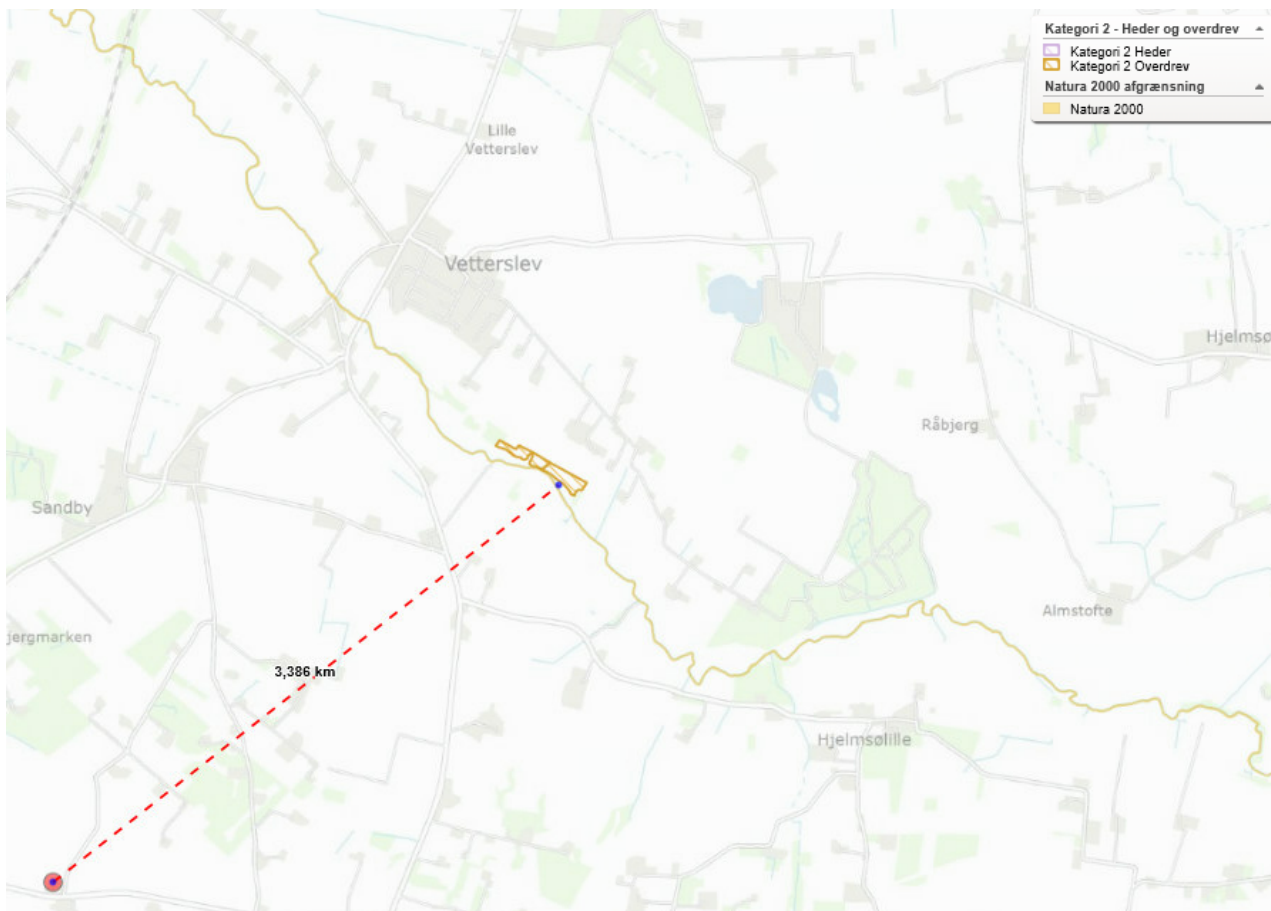 Kategori 2 - Heder og overdrev
Kategori 2 Heder
Kategori 2 Overdrev
Natura 2000 afgrænsning
Natura 2000
Lille
Vetterslev
Vetterslev
Hjelmsø
Råbjerg
Sandby
Almstofte
jergmarken
3,386 km
Hjelmsølille